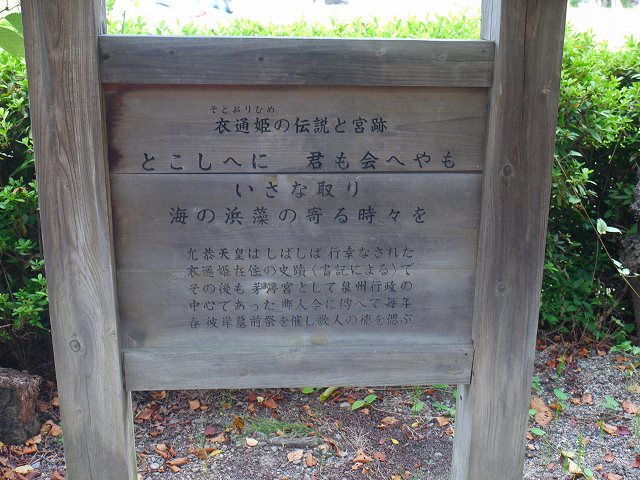 そとおりひめ
衣通姫の伝説と宮跡
とこしへに 君も会へやも
いさな取り
海の浜藻の寄る時々を
允恭天皇はしばしば行幸なされた
衣通姫在住の史蹟（書記による）で
その後も茅渟宮として泉州行政の
中心であった郷人今に傳へて毎年
春彼岸墓前祭を催し歌人の徳を偲ぶ